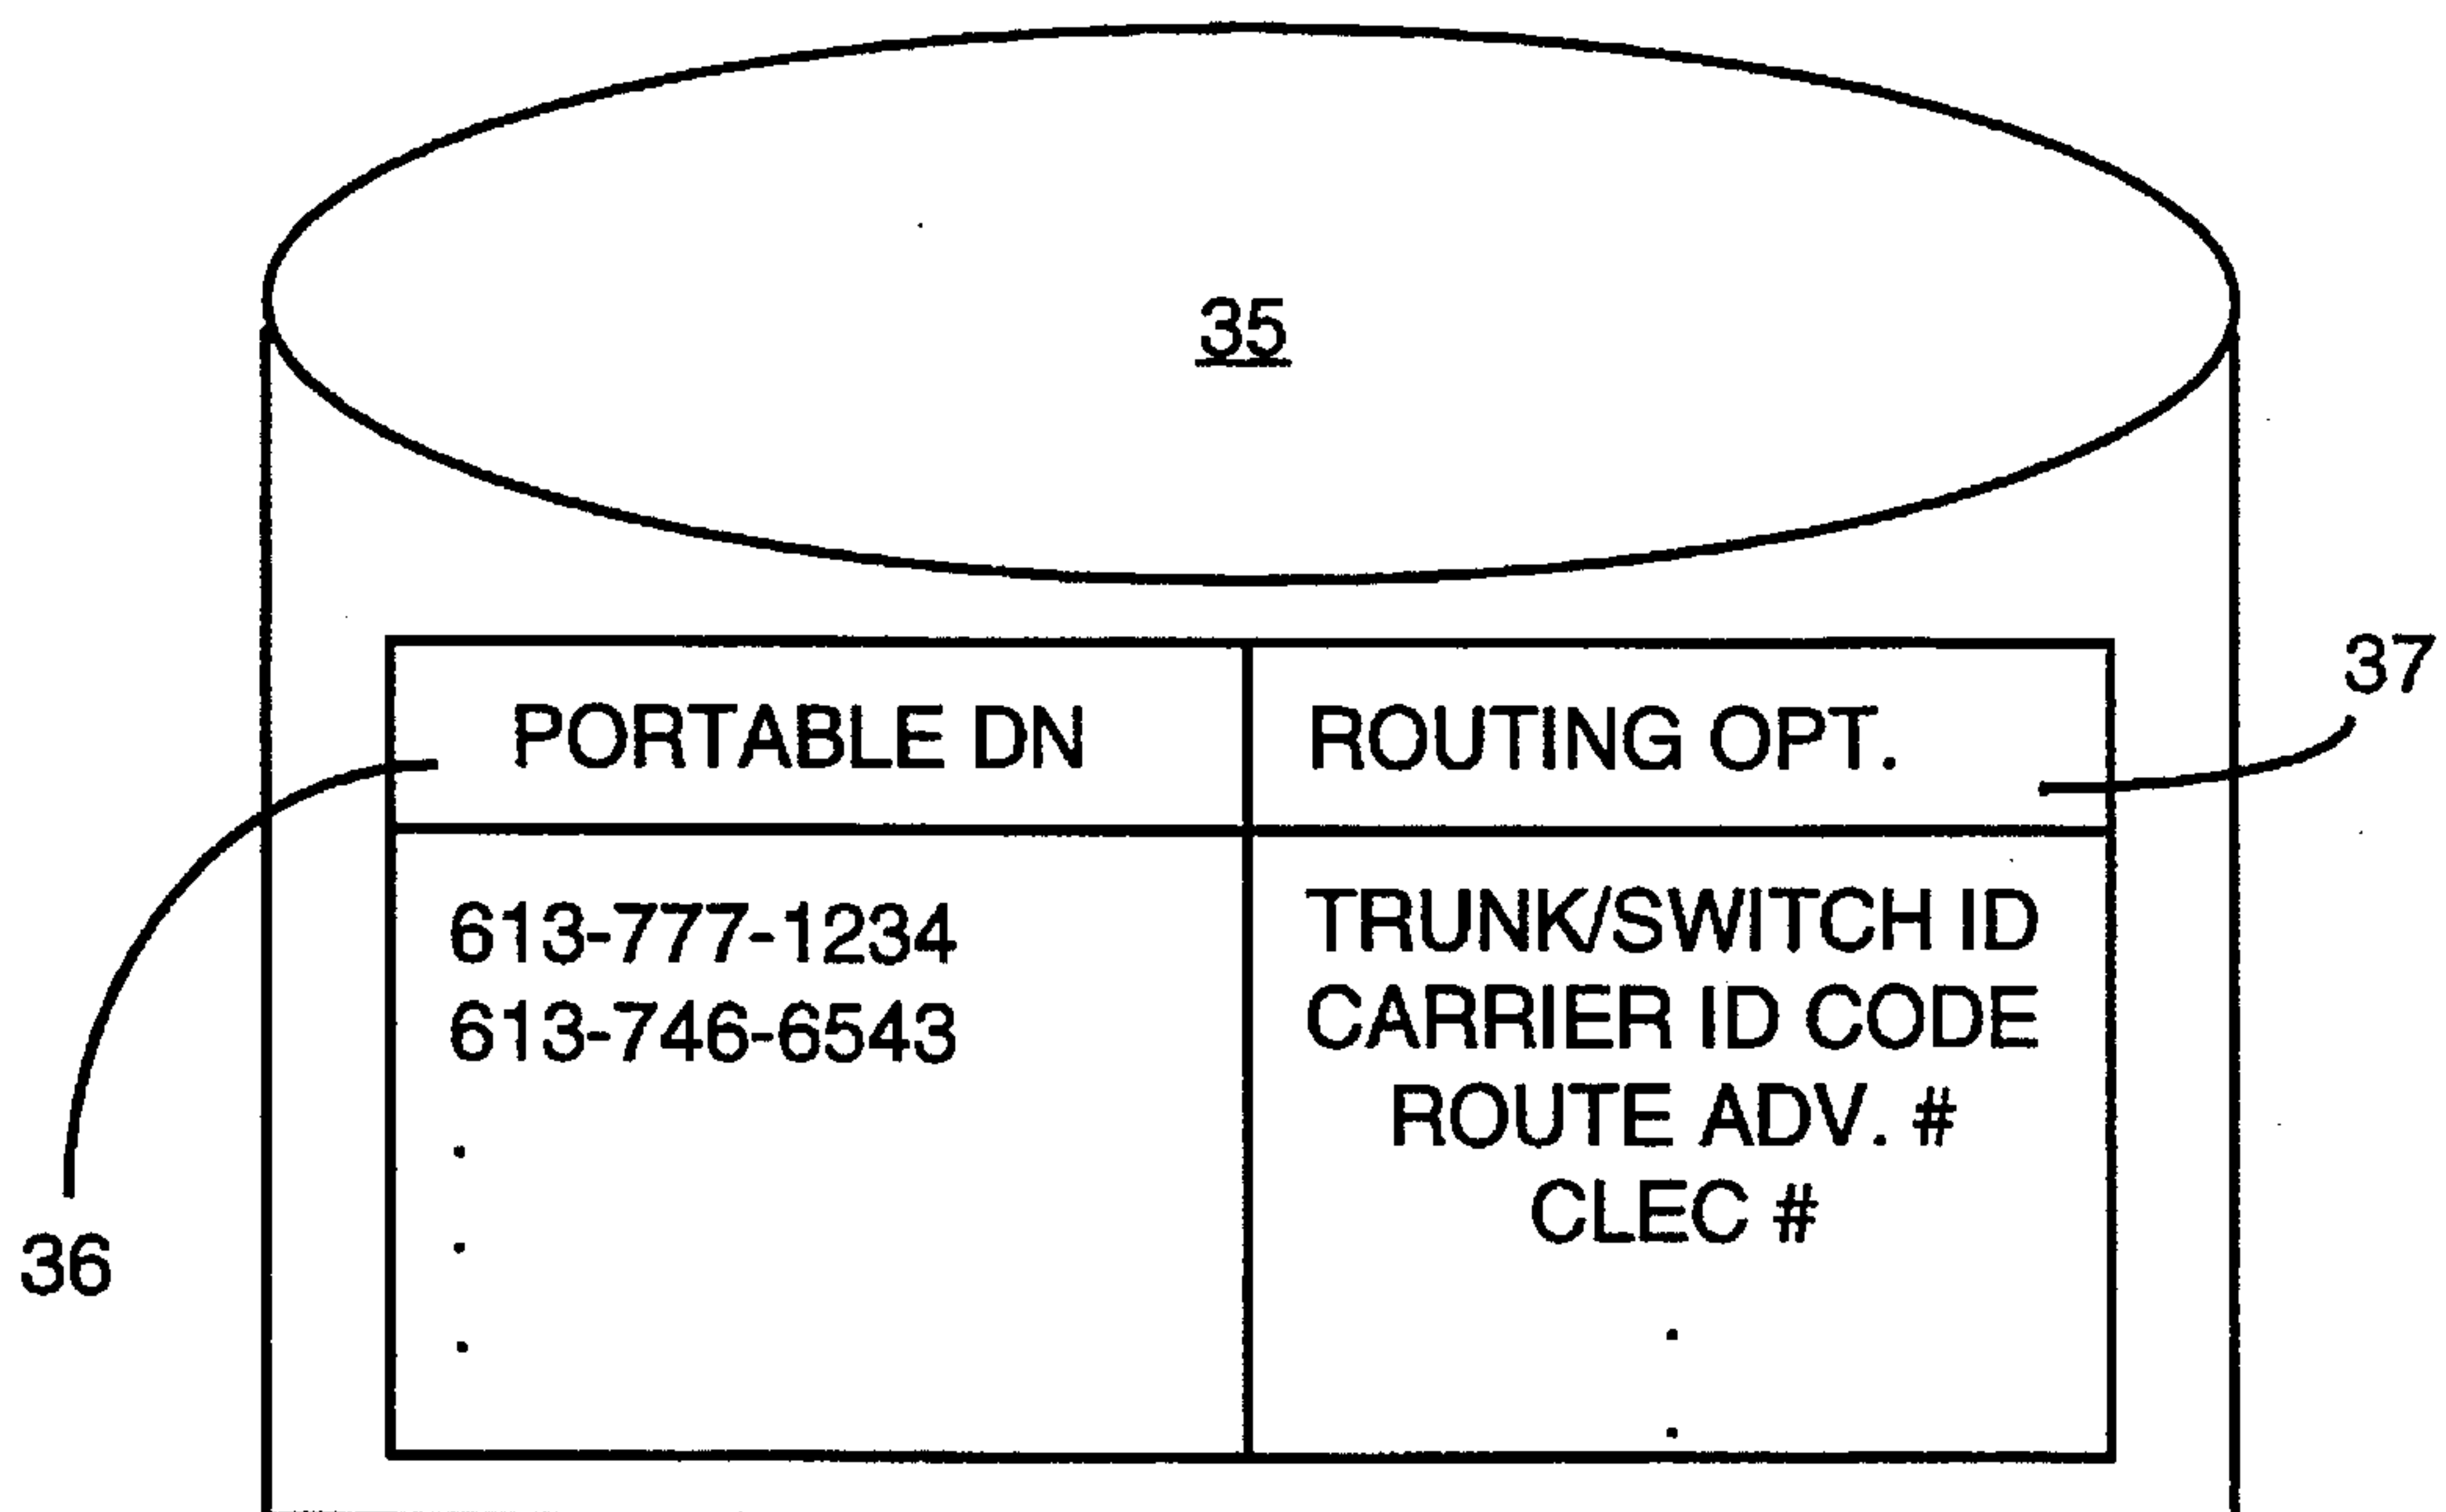 35
37
PORTABLE DN
ROUTING OPT.
613-777-1234
613-746-6543
TRUNK/SWITCH ID
CARRIER ID CODE
ROUTE ADV. #
CLEC #
36